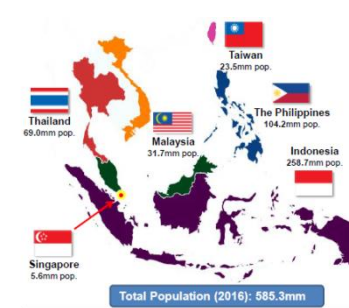 Taiwan
23.5mm pop.
Thailand
69.0mm pop.
Malaysia
31.7mm pop.
The Philippines
104.2mm pop.
Indonesia
258.7mm pop.
Singapore
5.6mm pop.
Total Population (2016): 585.3mm